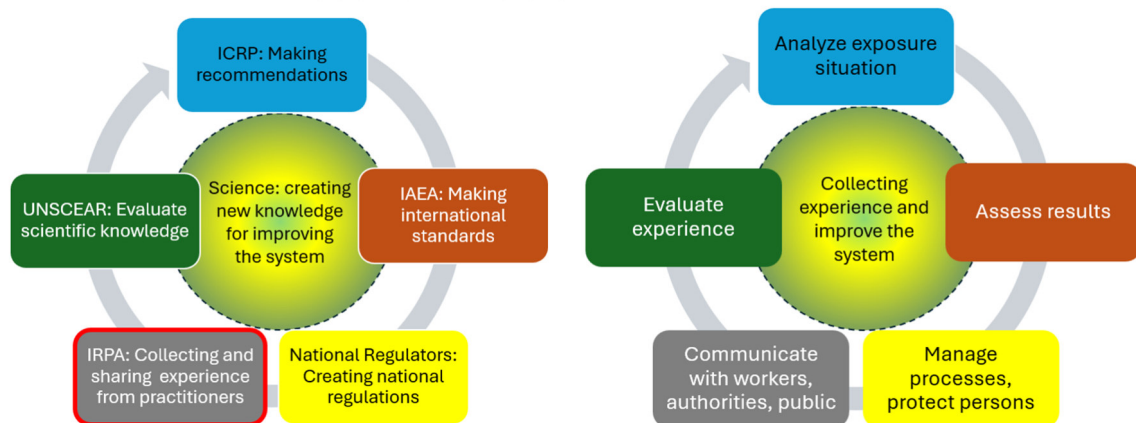 ICRP: Making
recommendations
UNSCEAR: Evaluate
scientific knowledge
Science: creating
new knowledge
for improving
the system
IAEA: Making
international
standards
IRPA: Collecting and
sharing experience
from practitioners
National Regulators:
Creating national
regulations
Analyze exposure
situation
Evaluate
experience
Collecting
experience and
improve the
system
Assess results
Communicate
with workers,
authorities, public
Manage
processes,
protect persons